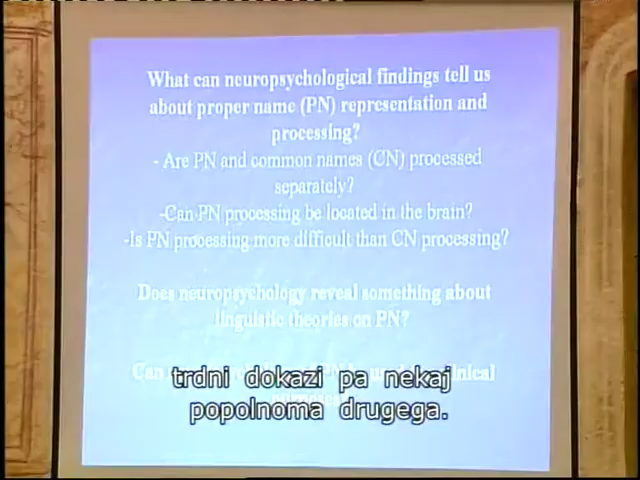 What can neuropsychological findings tell us
about proper name (PN) representation and
processing?
- Are PN and common names (CN) processed
separately?
-Can PN processing be located in the brain?
-Is PN processing more difficult than CN processing?
Does neuropsychology reveal something about
linguistic theories on PN?
Can
trdni dokazi pa nekaj
popolnoma drugega.